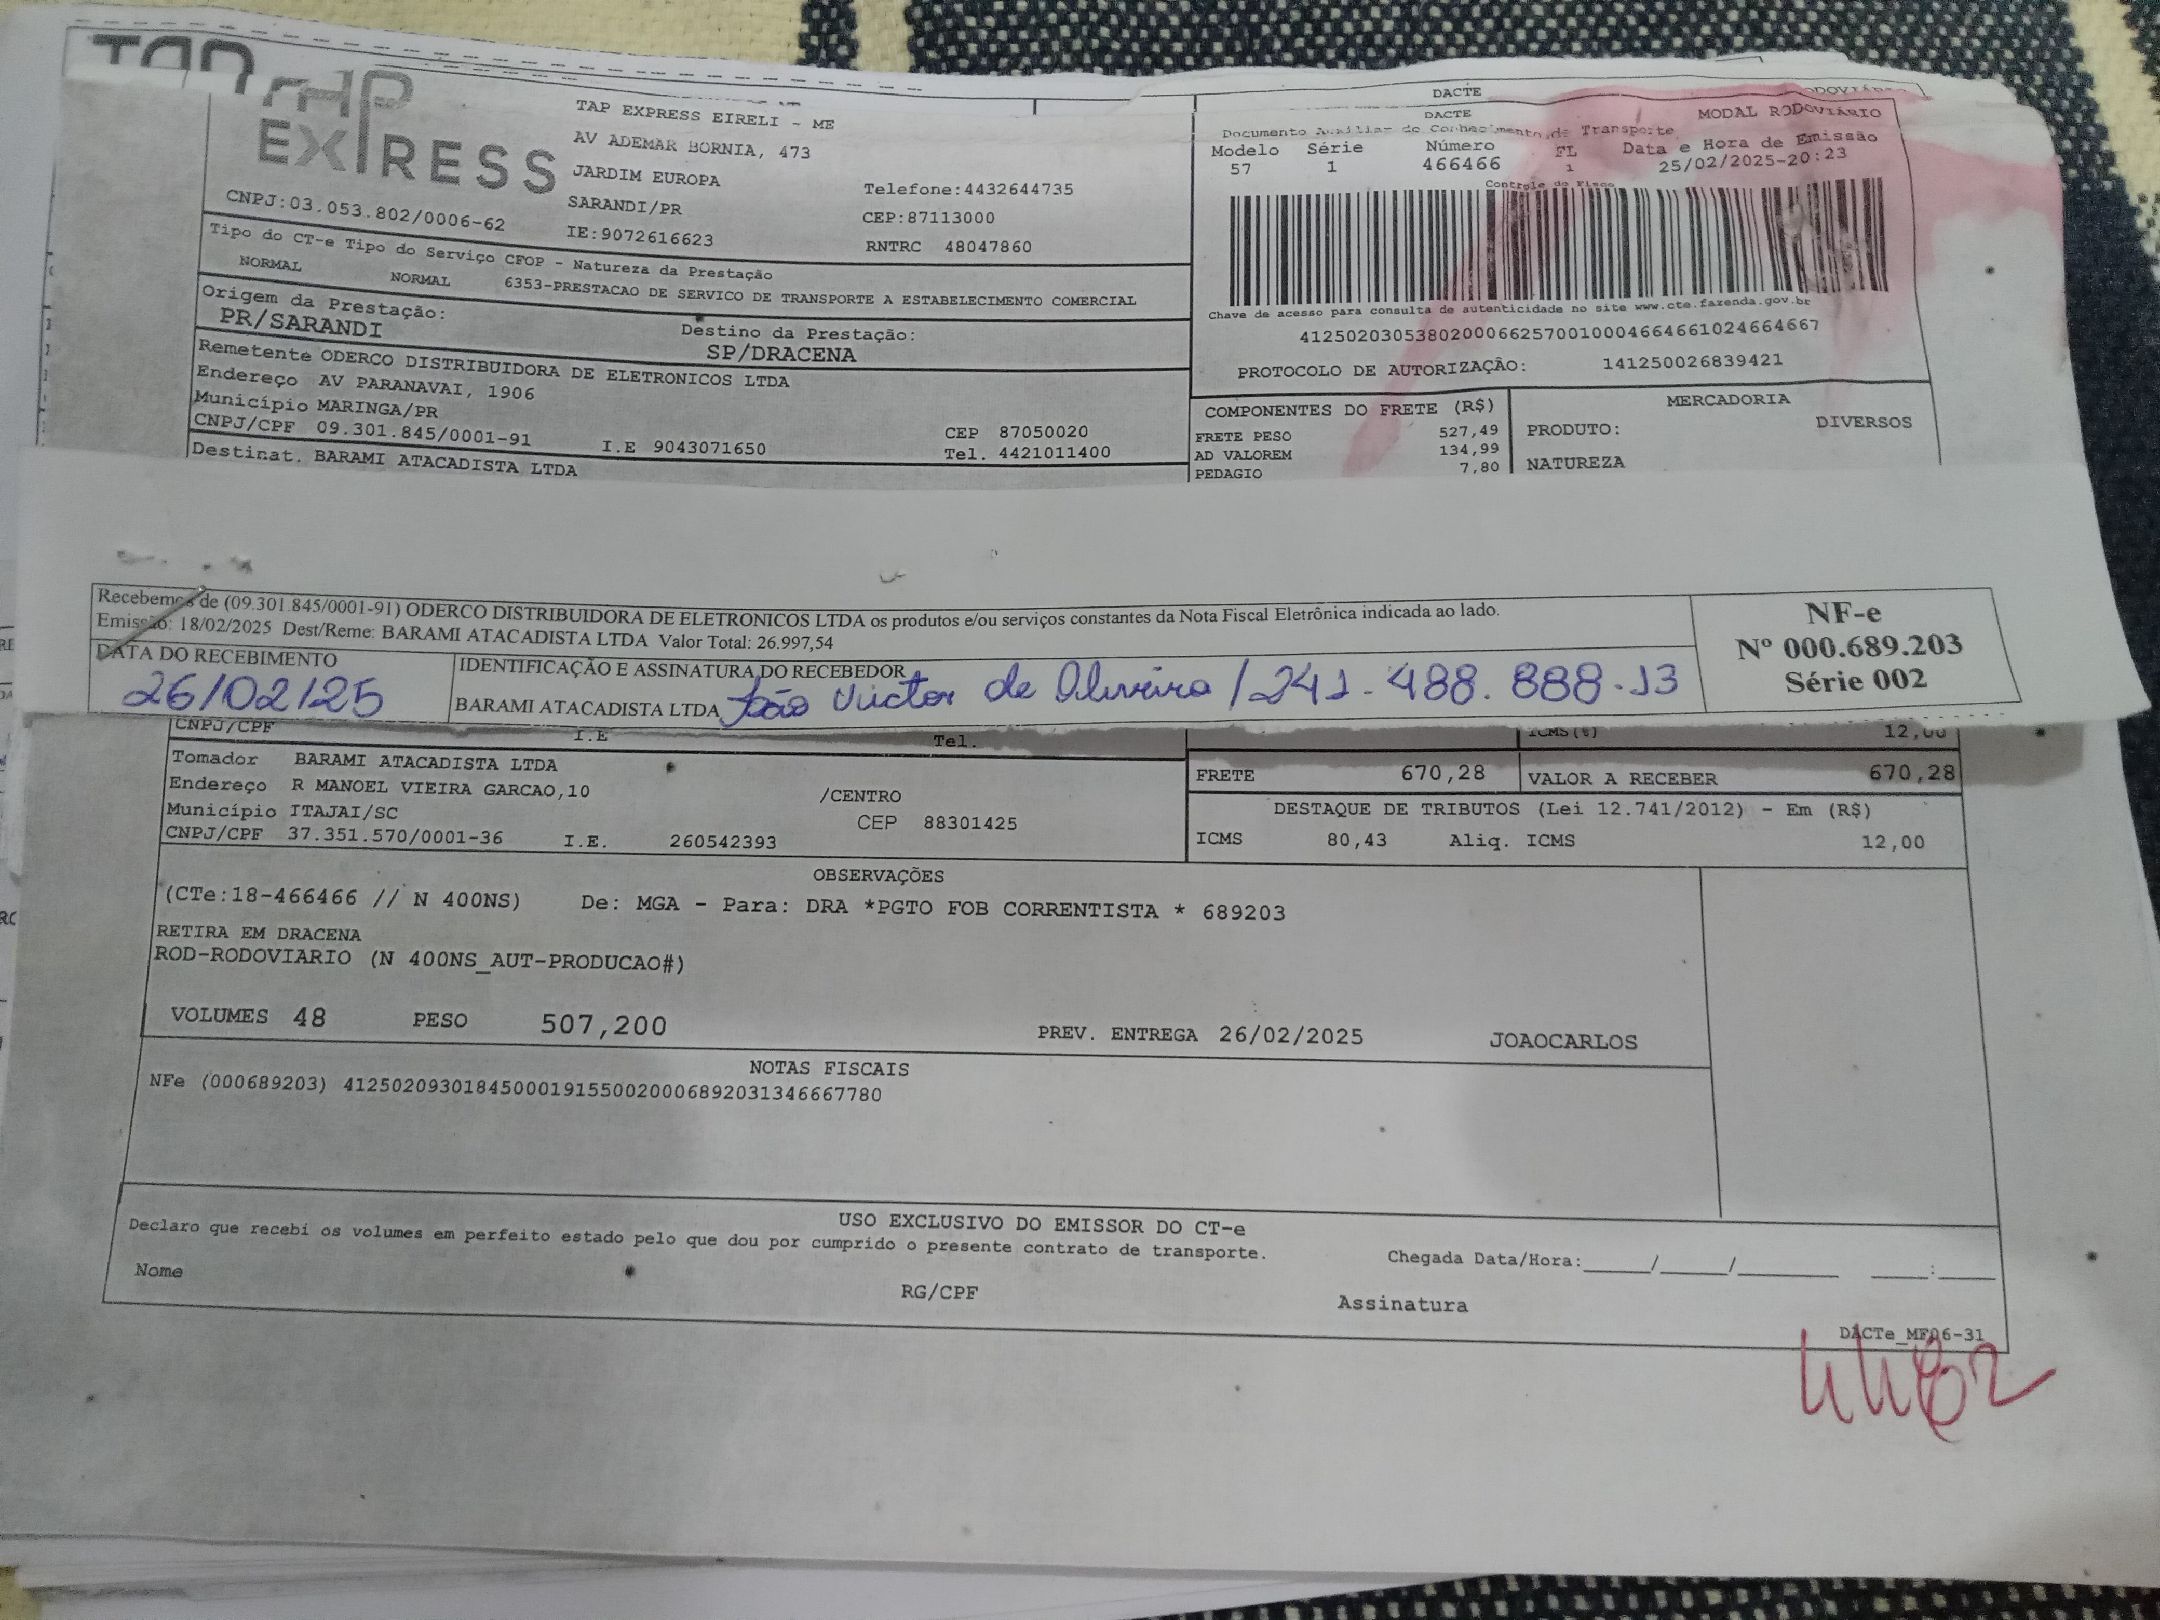 TAP
EXPRESS
TAP EXPRESS EIRELI - ME
AV ADEMAR BORNIA, 473
JARDIM EUROPA
Telefone:4432644735
SARANDI/PR
CEP:87113000
CNPJ:03.053.802/0006-62
IE:9072616623
RNTRC 48047860
Tipo do CT-e Tipo do Serviço CFOP - Natureza da Prestação
NORMAL NORMAL 6353-PRESTACAO DE SERVICO DE TRANSPORTE A ESTABELECIMENTO COMERCIAL
Origem da Prestação:
PR/SARANDI
Destino da Prestação:
SP/DRACENA
Remetente ODERCO DISTRIBUIDORA DE ELETRONICOS LTDA
Endereço AV PARANAVAI, 1906
Município MARINGA/PR
CEP 87050020
CNPJ/CPF 09.301.845/0001-91 I.E 9043071650 Tel. 4421011400
Destinat. BARAMI ATACADISTA LTDA
DACTE
DACTE
MODAL RODOVIÁRIO
Documento Auxiliar do Conhecimento de Transporte
Modelo Série Número FL Data e Hora de Emissão
57 1 466466 1 25/02/2025-20:23
Controle do Fisco
Chave de acesso para consulta de autenticidade no site www.cte.fazenda.gov.br
41250203053802000662570010004664661024664667
PROTOCOLO DE AUTORIZAÇÃO: 141250026839421
COMPONENTES DO FRETE (R$)
FRETE PESO 527,49
AD VALOREM 134,99
PEDAGIO 7,80
MERCADORIA
PRODUTO: DIVERSOS
NATUREZA
Recebemos de (09.301.845/0001-91) ODERCO DISTRIBUIDORA DE ELETRONICOS LTDA os produtos e/ou serviços constantes da Nota Fiscal Eletrônica indicada ao lado.
Emissão: 18/02/2025 Dest/Reme: BARAMI ATACADISTA LTDA Valor Total: 26.997,54
DATA DO RECEBIMENTO
26/02/25
IDENTIFICAÇÃO E ASSINATURA DO RECEBEDOR
BARAMI ATACADISTA LTDA João Victor de Oliveira / 241.488.888-13
NF-e
Nº 000.689.203
Série 002
CNPJ/CPF I.E Tel.
ICMS(%) 12,00
Tomador BARAMI ATACADISTA LTDA
Endereço R MANOEL VIEIRA GARCAO,10 /CENTRO
Município ITAJAI/SC CEP 88301425
CNPJ/CPF 37.351.570/0001-36 I.E. 260542393
FRETE 670,28 VALOR A RECEBER 670,28
DESTAQUE DE TRIBUTOS (Lei 12.741/2012) - Em (R$)
ICMS 80,43 Aliq. ICMS 12,00
OBSERVAÇÕES
(CTe:18-466466 // N 400NS) De: MGA - Para: DRA *PGTO FOB CORRENTISTA * 689203
RETIRA EM DRACENA
ROD-RODOVIARIO (N 400NS_AUT-PRODUCAO#)
VOLUMES 48 PESO 507,200 PREV. ENTREGA 26/02/2025 JOAOCARLOS
NOTAS FISCAIS
NFe (000689203) 41250209301845000191550020006892031346667780
USO EXCLUSIVO DO EMISSOR DO CT-e
Declaro que recebi os volumes em perfeito estado pelo que dou por cumprido o presente contrato de transporte.
Chegada Data/Hora:_____/_____/_______ ____:____
Nome
RG/CPF
Assinatura
DACTe_MF06-31